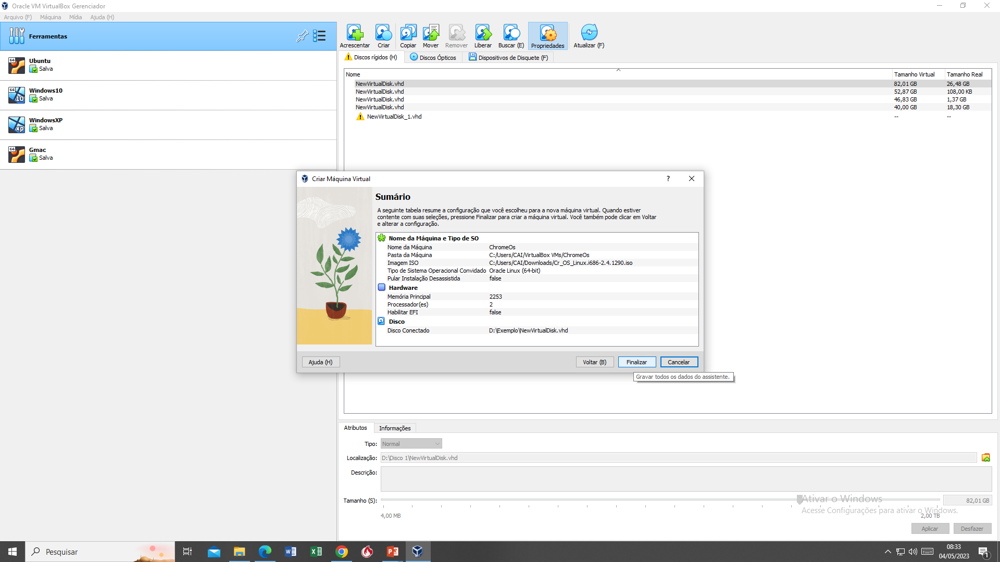 Oracle VM VirtualBox Gerenciador
Arquivo (F) Máquina Mídia Ajuda (H)
Ferramentas
64 Ubuntu
Salva
64 10 Windows10
Salva
xp WindowsXP
Salva
64 Gmac
Salva
Acrescentar Criar Copiar Mover Remover Liberar Buscar (E) Propriedades Atualizar (F)
Discos rígidos (H) Discos Ópticos Dispositivos de Disquete (F)
Nome Tamanho Virtual Tamanho Real
NewVirtualDisk.vhd 82,01 GB 26,48 GB
NewVirtualDisk.vhd 52,87 GB 108,00 KB
NewVirtualDisk.vhd 46,83 GB 1,37 GB
NewVirtualDisk.vhd 40,00 GB 18,30 GB
NewVirtualDisk_1.vhd -- --
Criar Máquina Virtual ?
Sumário
A seguinte tabela resume a configuração que você escolheu para a nova máquina virtual. Quando estiver
contente com suas seleções, pressione Finalizar para criar a máquina virtual. Você também pode clicar em Voltar
e alterar a configuração.
Nome da Máquina e Tipo de SO
Nome da Máquina ChromeOs
Pasta da Máquina C:/Users/CAI/VirtualBox VMs/ChromeOs
Imagem ISO C:/Users/CAI/Downloads/Cr_OS_Linux.i686-2.4.1290.iso
Tipo de Sistema Operacional Convidado Oracle Linux (64-bit)
Pular Instalação Desassistida false
Hardware
Memória Principal 2253
Processador(es) 2
Habilitar EFI false
Disco
Disco Conectado D:\Exemplo\NewVirtualDisk.vhd
Ajuda (H) Voltar (B) Finalizar Cancelar
Gravar todos os dados do assistente.
Atributos Informações
Tipo: Normal
Localização: D:\Disco 1\NewVirtualDisk.vhd
Descrição:
Tamanho (S): 82,01 GB
4,00 MB 2,00 TB
Ativar o Windows
Acesse Configurações para ativar o Windows.
Aplicar Desfazer
Pesquisar
08:33
04/05/2023
1